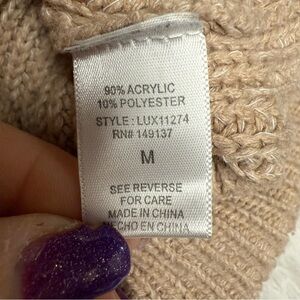 90% ACRYLIC
10% POLYESTER
STYLE : LUX11274
RN# 149137
M
SEE REVERSE
FOR CARE
MADE IN CHINA
HECHO EN CHINA